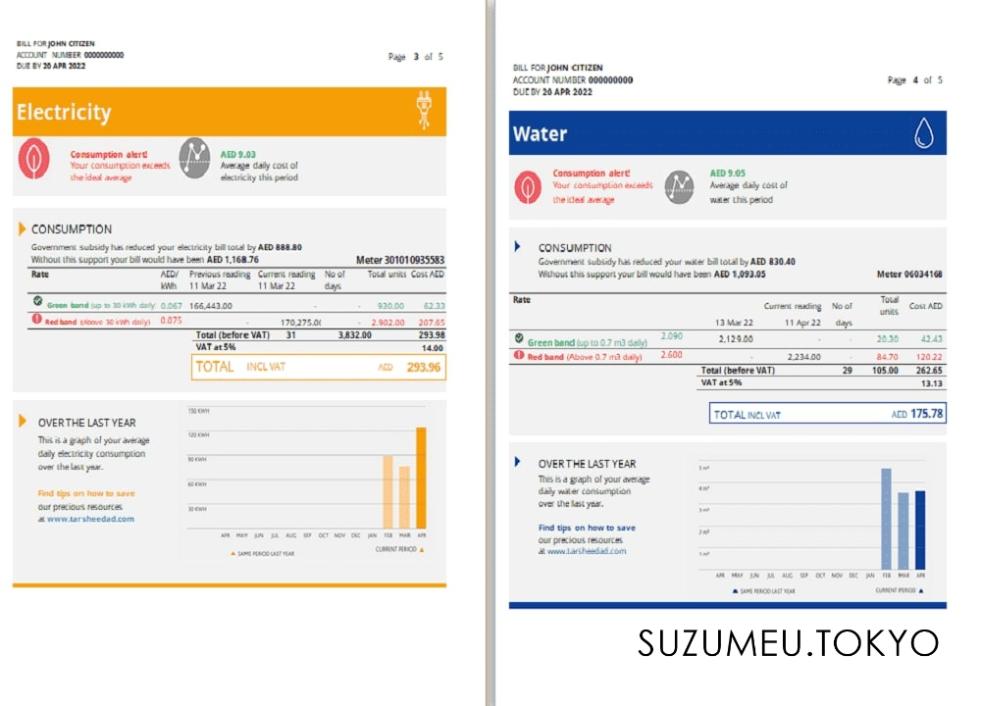 BILL FOR JOHN CITIZEN
ACCOUNT NUMBER 0000000000
DUE BY 20 APR 2022
Page 3 of 5
Electricity
Consumption alert!
Your consumption exceeds
the ideal average
AED 9.03
Average daily cost of
electricity this period
CONSUMPTION
Government subsidy has reduced your electricity bill total by AED 888.80
Without this support your bill would have been AED 1,168.76 Meter 301010935583
Rate AED/ Previous reading Current reading No of Total units Cost AED
kWh 11 Mar 22 11 Mar 22 days
Green band (up to 30 kWh daily) 0.067 166,443.00 - - 930.00 62.33
Red band (Above 30 kWh daily) 0.075 - 170,275.0( - 2.902.00 207.65
Total (before VAT) 31 3,832.00 293.98
VAT at 5% 14.00
TOTAL INCL VAT AED 293.96
OVER THE LAST YEAR
This is a graph of your average
daily electricity consumption
over the last year.
Find tips on how to save
our precious resources
at www.tarsheedad.com
150 KWH
120 KWH
90 KWH
60 KWH
30 KWH
APR MAY JUN JUL AUG SEP OCT NOV DEC JAN FEB MAR APR
SAME PERIOD LAST YEAR CURRENT PERIOD
BILL FOR JOHN CITIZEN
ACCOUNT NUMBER 000000000
DUE BY 20 APR 2022
Page 4 of 5
Water
Consumption alert!
Your consumption exceeds
the ideal average
AED 9.05
Average daily cost of
water this period
CONSUMPTION
Government subsidy has reduced your water bill total by AED 830.40
Without this support your bill would have been AED 1,093.05 Meter 06034168
Rate Current reading No of Total units Cost AED
13 Mar 22 11 Apr 22 days
Green band (up to 0.7 m3 daily) 2.090 2,129.00 - - 20.30 42.43
Red band (Above 0.7 m3 daily) 2.600 - 2,234.00 - 84.70 120.22
Total (before VAT) 29 105.00 262.65
VAT at 5% 13.13
TOTAL INCL VAT AED 175.78
OVER THE LAST YEAR
This is a graph of your average
daily water consumption
over the last year.
Find tips on how to save
our precious resources
at www.tarsheedad.com
5 m³
4 m³
3 m³
2 m³
1 m³
APR MAY JUN JUL AUG SEP OCT NOV DEC JAN FEB MAR APR
SAME PERIOD LAST YEAR CURRENT PERIOD
SUZUMEU.TOKYO